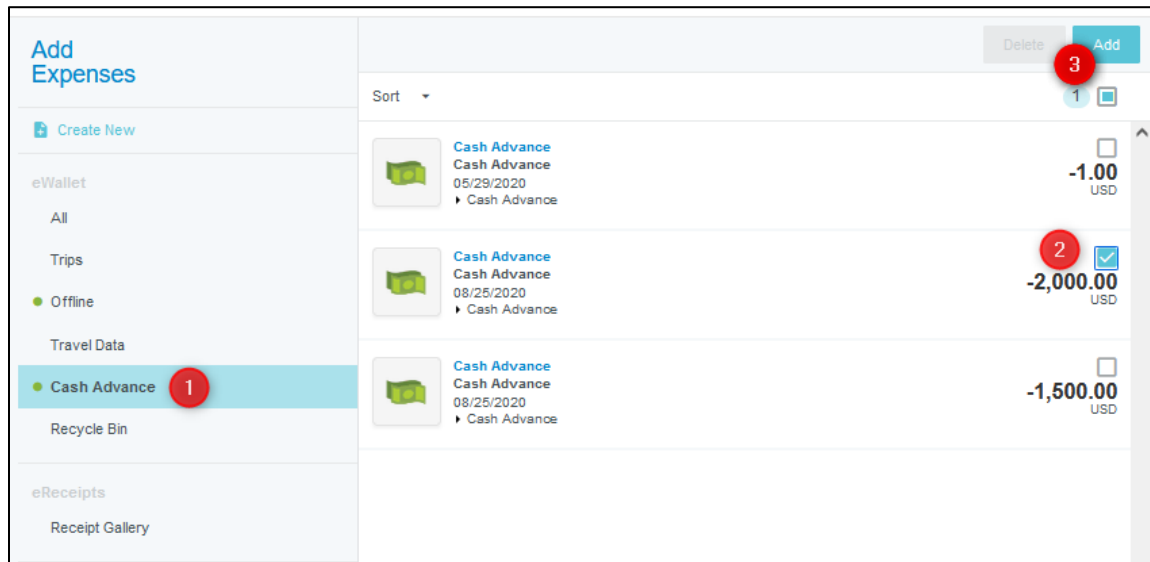 Add
Expenses
Create New
eWallet
All
Trips
Offline
Travel Data
Cash Advance 1
Recycle Bin
eReceipts
Receipt Gallery
Delete Add
3
Sort 1
Cash Advance
Cash Advance
05/29/2020
Cash Advance
-1.00
USD
Cash Advance
Cash Advance
08/25/2020
Cash Advance
2
-2,000.00
USD
Cash Advance
Cash Advance
08/25/2020
Cash Advance
-1,500.00
USD